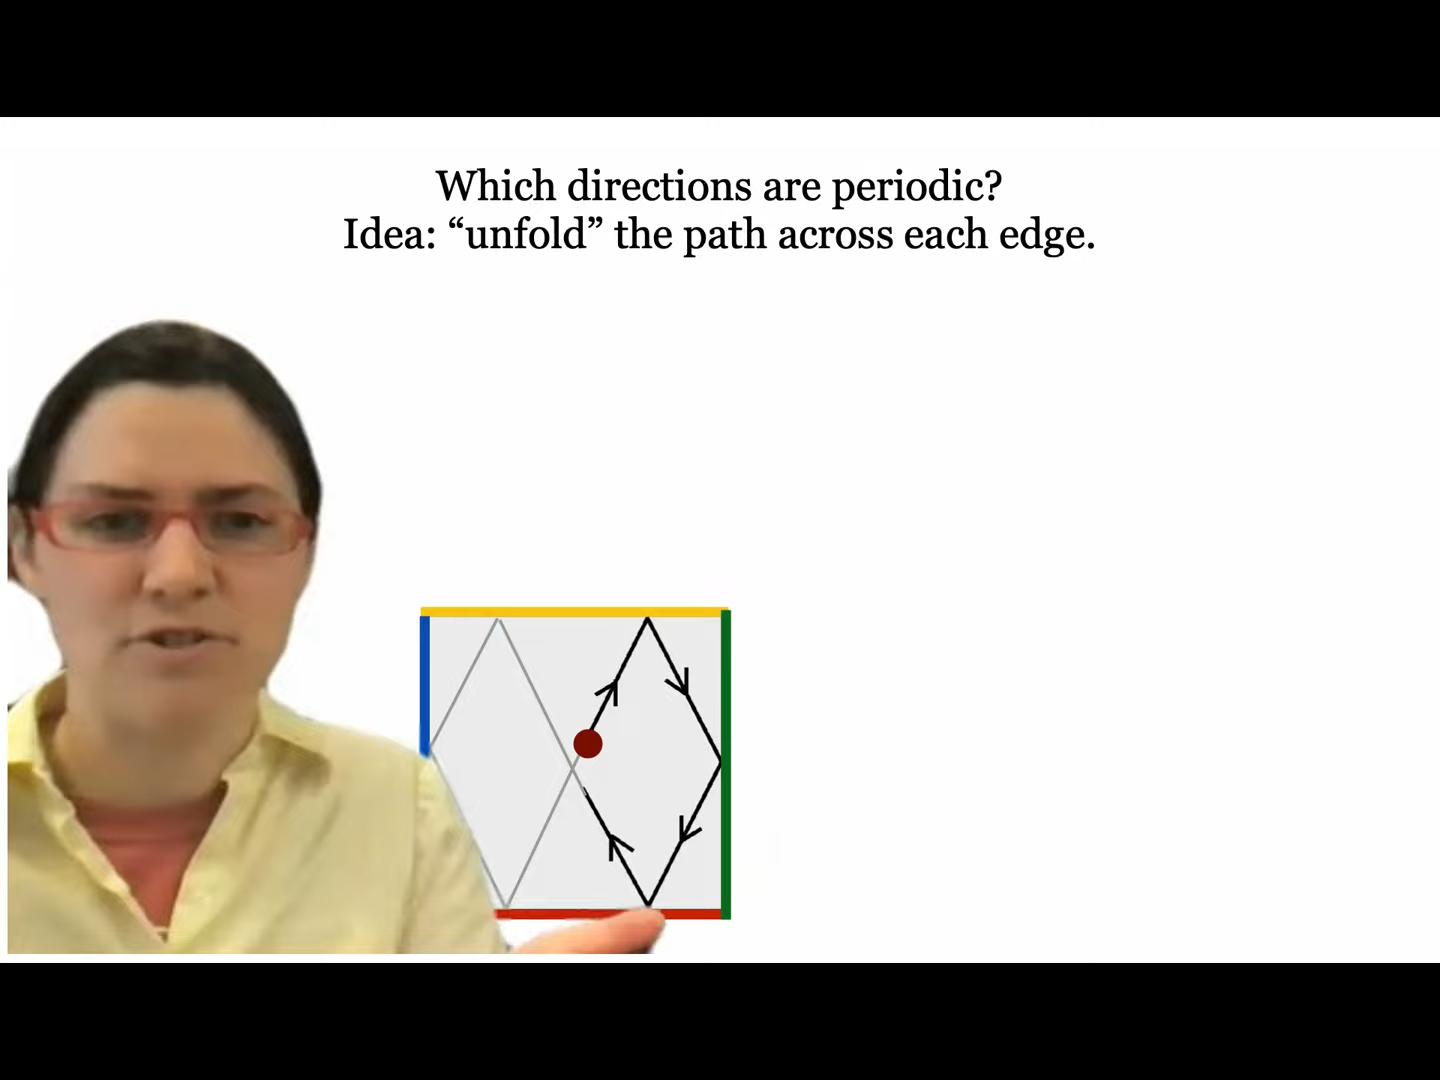 Which directions are periodic?
Idea: “unfold” the path across each edge.